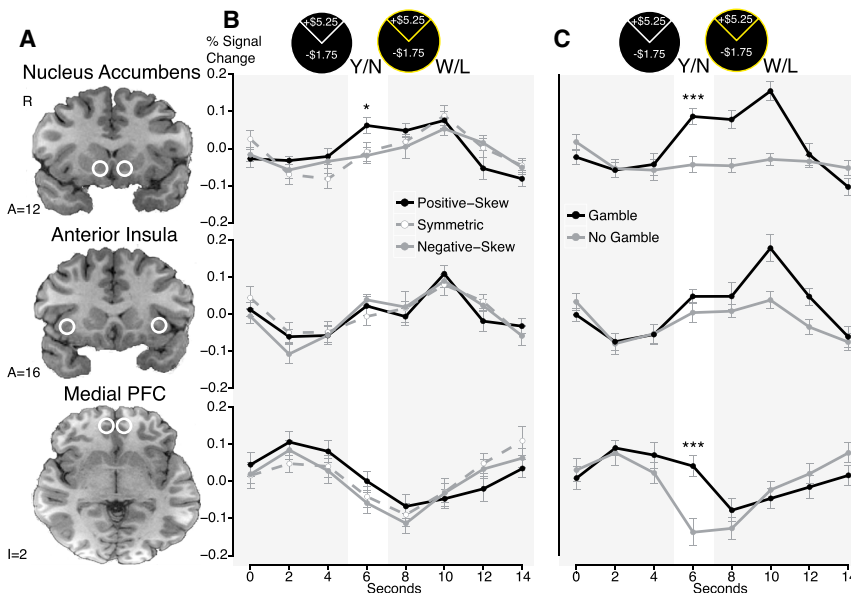 A
B
C
+$5.25
-$1.75
+$5.25
-$1.75
+$5.25
-$1.75
+$5.25
-$1.75
% Signal
Change
Y/N
W/L
Y/N
W/L
Nucleus Accumbens
R
A=12
0.2
0.1
0.0
−0.1
−0.2
*
***
Positive−Skew
Symmetric
Negative−Skew
Gamble
No Gamble
Anterior Insula
A=16
0.2
0.1
0.0
−0.1
−0.2
Medial PFC
I=2
0.2
0.1
0.0
−0.1
−0.2
***
0 2 4 6 8 10 12 14
Seconds
0 2 4 6 8 10 12 14
Seconds